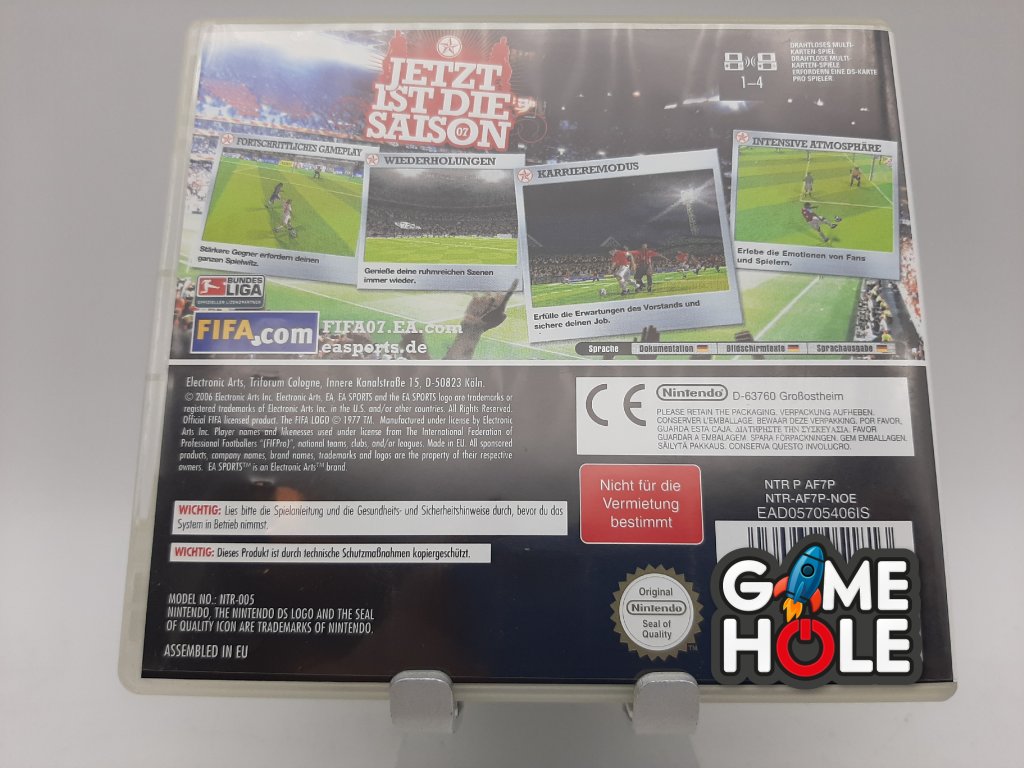 JETZT
IST DIE
SAISON 07
1–4
DRAHTLOSES MULTI-
KARTEN-SPIEL
DRAHTLOSE MULTI-
KARTEN-SPIELE
ERFORDERN EINE DS-KARTE
PRO SPIELER.
FORTSCHRITTLICHES GAMEPLAY
Stärkere Gegner erfordern deinen
ganzen Spielwitz.
WIEDERHOLUNGEN
Genieße deine ruhmreichen Szenen
immer wieder.
KARRIEREMODUS
Erfülle die Erwartungen des Vorstands und
sichere deinen Job.
INTENSIVE ATMOSPHÄRE
Erlebe die Emotionen von Fans
und Spielern.
BUNDES
LIGA
OFFIZIELLER LIZENZPARTNER
FIFA.com
FIFA07.EA.com
easports.de
Sprache Dokumentation Bildschirmtexte Sprachausgabe
Electronic Arts, Triforum Cologne, Innere Kanalstraße 15, D-50823 Köln.
© 2006 Electronic Arts Inc. Electronic Arts, EA, EA SPORTS and the EA SPORTS logo are trademarks or
registered trademarks of Electronic Arts Inc. in the U.S. and/or other countries. All Rights Reserved.
Official FIFA licensed product. The FIFA LOGO © 1977 TM. Manufactured under license by Electronic
Arts Inc. Player names and likenesses used under license from The International Federation of
Professional Footballers ("FIFPro"), national teams, clubs, and/or leagues. Made in EU. All sponsored
products, company names, brand names, trademarks and logos are the property of their respective
owners. EA SPORTS™ is an Electronic Arts™ brand.
CE
Nintendo D-63760 Großostheim
PLEASE RETAIN THE PACKAGING. VERPACKUNG AUFHEBEN.
CONSERVER L'EMBALLAGE. BEWAAR DEZE VERPAKKING. POR FAVOR,
GUARDA ESTA CAJA. ΔΙΑΤΗΡΗΣΤΕ ΤΗΝ ΣΥΣΚΕΥΑΣΙΑ. FAVOR
GUARDAR A EMBALAGEM. SPARA FÖRPACKNINGEN. GEM EMBALLAGEN.
SÄILYTÄ PAKKAUS. CONSERVA QUESTO INVOLUCRO.
Nicht für die
Vermietung
bestimmt
NTR P AF7P
NTR-AF7P-NOE
EAD05705406IS
WICHTIG: Lies bitte die Spielanleitung und die Gesundheits- und Sicherheitshinweise durch, bevor du das
System in Betrieb nimmst.
WICHTIG: Dieses Produkt ist durch technische Schutzmaßnahmen kopiergeschützt.
MODEL NO.: NTR-005
NINTENDO, THE NINTENDO DS LOGO AND THE SEAL
OF QUALITY ICON ARE TRADEMARKS OF NINTENDO.
ASSEMBLED IN EU
Original
Nintendo
Seal of
Quality
TM
GAME
HOLE